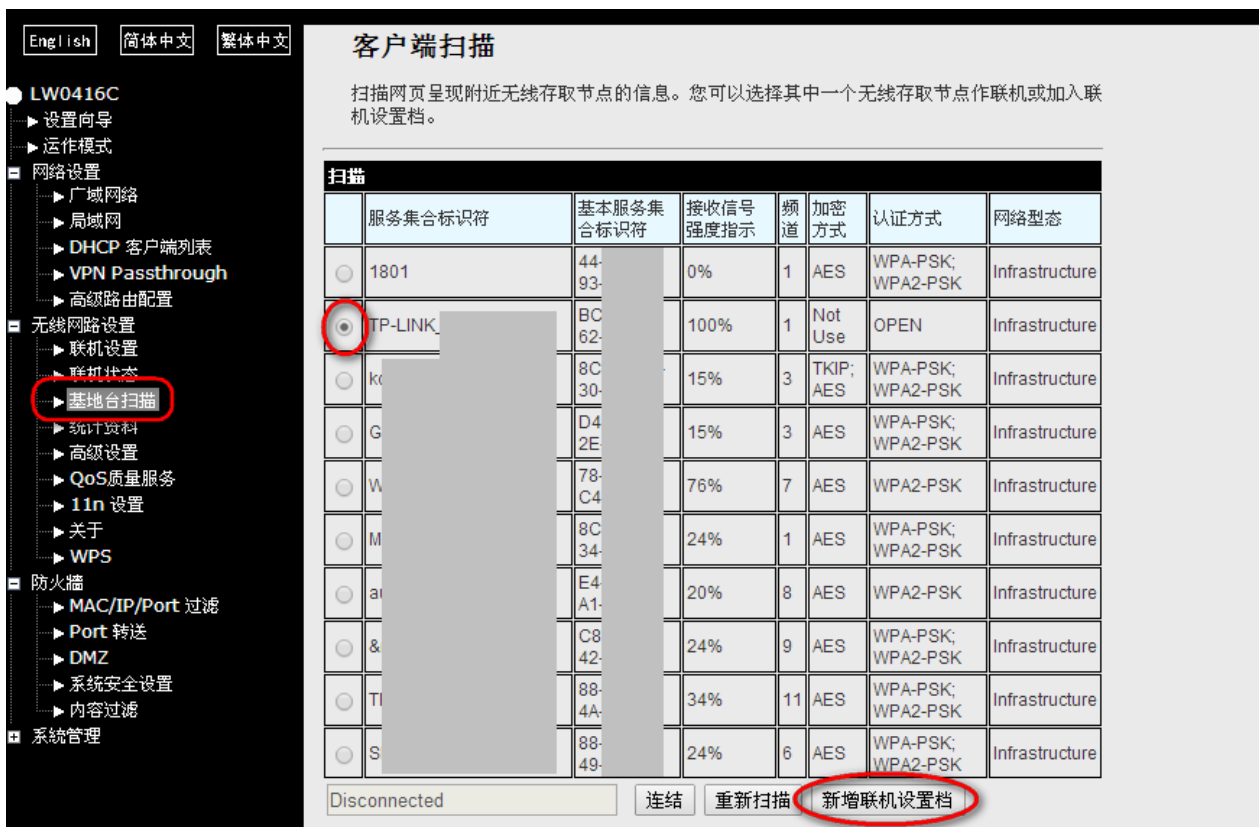 English 简体中文 繁体中文
LW0416C
设置向导
运作模式
网络设置
广域网络
局域网
DHCP 客户端列表
VPN Passthrough
高级路由配置
无线网路设置
联机设置
联机状态
基地台扫描
统计资料
高级设置
QoS质量服务
11n 设置
关于
WPS
防火牆
MAC/IP/Port 过滤
Port 转送
DMZ
系统安全设置
内容过滤
系统管理
客户端扫描
扫描网页呈现附近无线存取节点的信息。您可以选择其中一个无线存取节点作联机或加入联
机设置档。
扫描
服务集合标识符 基本服务集合标识符 接收信号强度指示 频道 加密方式 认证方式 网络型态
1801 44- 93- 0% 1 AES WPA-PSK; WPA2-PSK Infrastructure
TP-LINK_ BC 62- 100% 1 Not Use OPEN Infrastructure
8C 30- 15% 3 TKIP; AES WPA-PSK; WPA2-PSK Infrastructure
G D4 2E- 15% 3 AES WPA-PSK; WPA2-PSK Infrastructure
W 78- C4 76% 7 AES WPA2-PSK Infrastructure
M 8C 34- 24% 1 AES WPA-PSK; WPA2-PSK Infrastructure
E4 A1- 20% 8 AES WPA2-PSK Infrastructure
& C8 42- 24% 9 AES WPA-PSK; WPA2-PSK Infrastructure
88- 4A- 34% 11 AES WPA-PSK; WPA2-PSK Infrastructure
S 88- 49- 24% 6 AES WPA-PSK; WPA2-PSK Infrastructure
Disconnected 连结 重新扫描 新增联机设置档